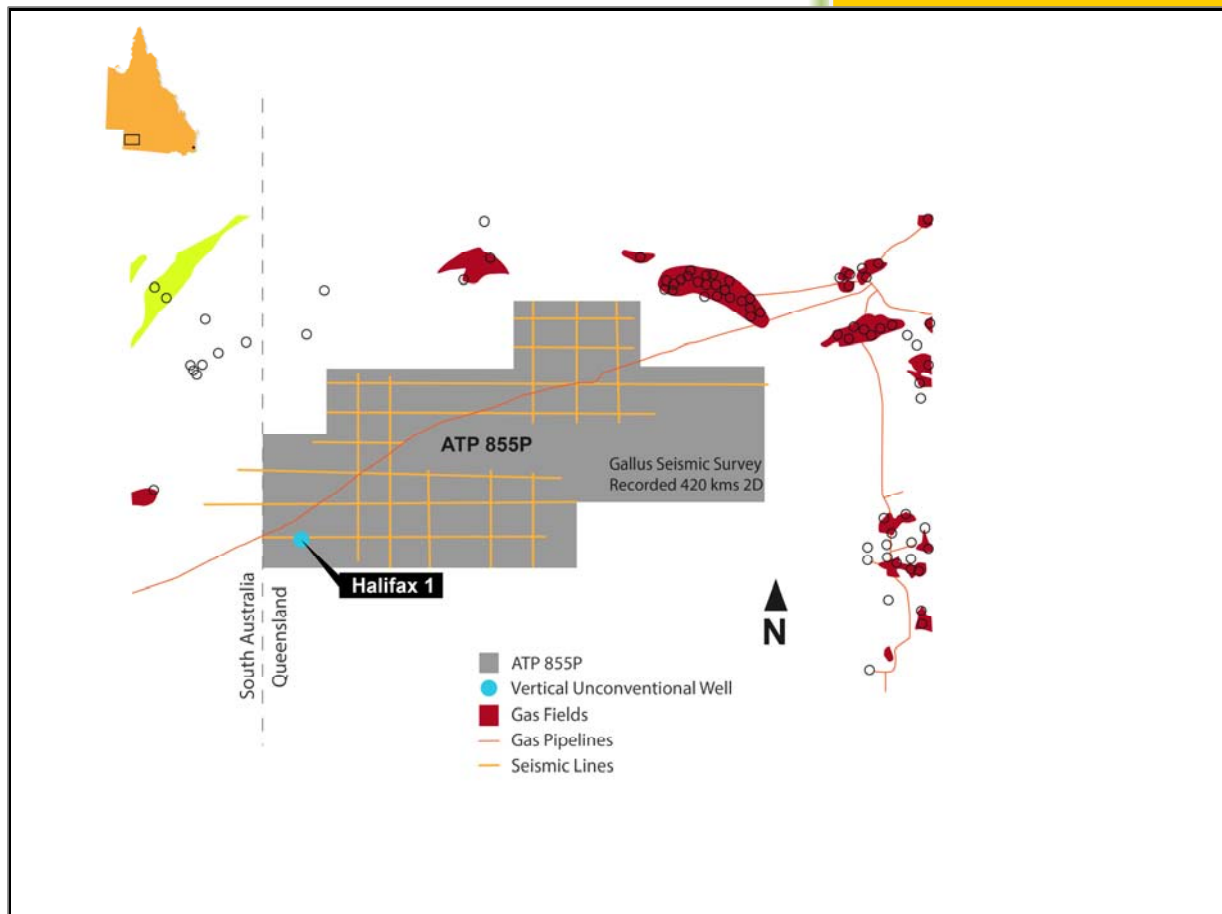 ATP 855P
Gallus Seismic Survey
Recorded 420 kms 2D
Halifax 1
South Australia
Queensland
N
ATP 855P
Vertical Unconventional Well
Gas Fields
Gas Pipelines
Seismic Lines